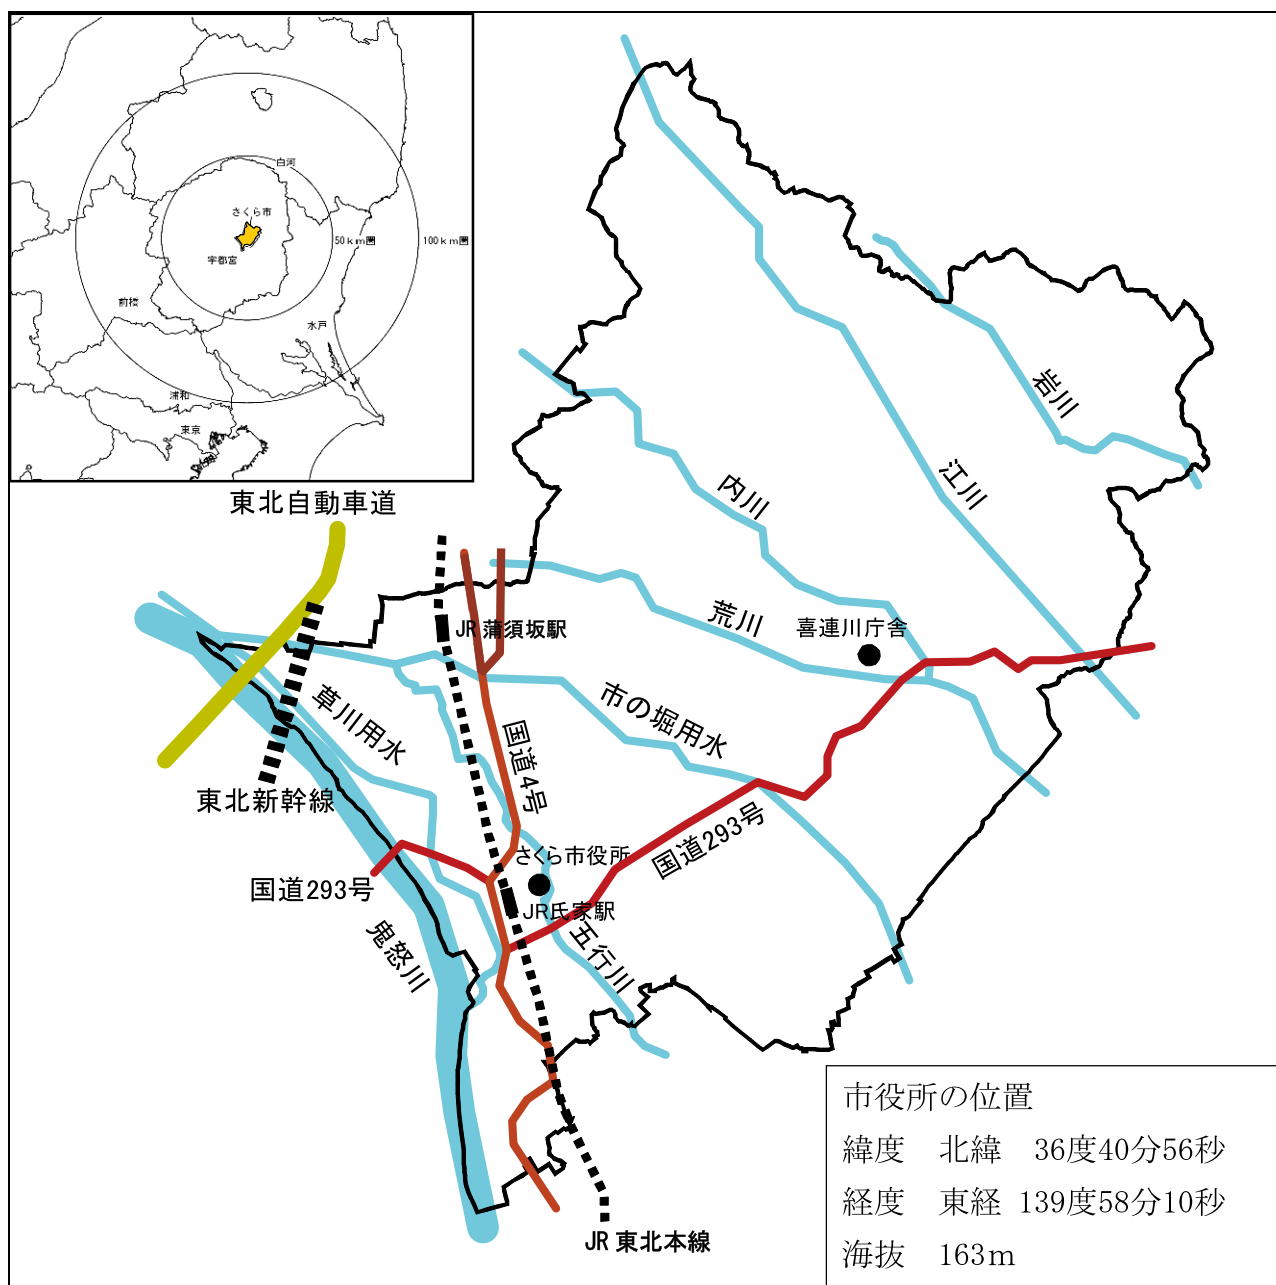 白河
さくら市
50km圏
100km圏
宇都宮
前橋
水戸
浦和
東京
東北自動車道
岩川
江川
内川
荒川
喜連川庁舎
JR 蒲須坂駅
市の堀用水
草川用水
国道4号
東北新幹線
国道293号
さくら市役所
国道293号
JR氏家駅
五行川
鬼怒川
JR 東北本線
市役所の位置
緯度 北緯 36度40分56秒
経度 東経 139度58分10秒
海抜 163m